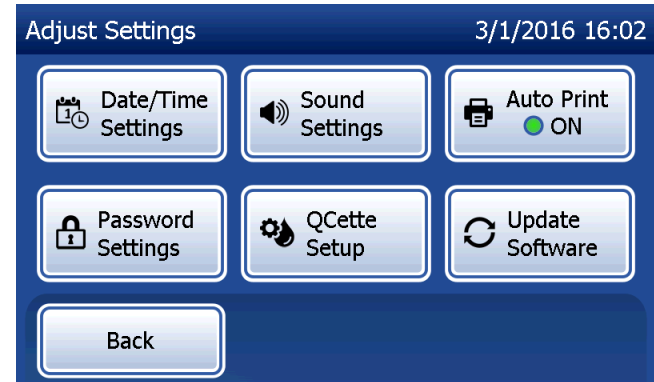 Adjust Settings 3/1/2016 16:02
Date/Time
Settings
Sound
Settings
Auto Print
ON
Password
Settings
QCette
Setup
Update
Software
Back